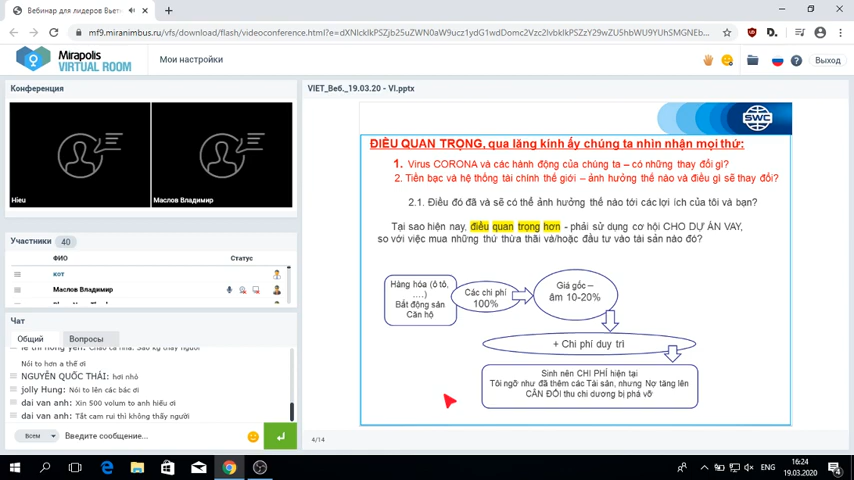 Вебинар для лидеров Вьетн
mf9.miranimbus.ru/vfs/download/flash/videoconference.html?e=
Mirapolis
VIRTUAL ROOM
Мои настройки
Выход
Конференция
Hieu
Маслов Владимир
Участники 40
ФИО Статус
кот
Маслов Владимир
Чат
Общий Вопросы
Nói to hơn a thế ơi
NGUYỄN QUỐC THÁI: hơi nhỏ
jolly Hung: Nói to lên các bác ơi
dai van anh: Xin 500 volum to anh hiếu ơi
dai van anh: Tắt cam rui thì không thấy người
Всем Введите сообщение...
VIET_Веб._19.03.20 - VI.pptx
SWC
ĐIỀU QUAN TRỌNG, qua lăng kính ấy chúng ta nhìn nhận mọi thứ:
1. Virus CORONA và các hành động của chúng ta – có những thay đổi gì?
2. Tiền bạc và hệ thống tài chính thế giới – ảnh hưởng thế nào và điều gì sẽ thay đổi?
2.1. Điều đó đã và sẽ có thể ảnh hưởng thế nào tới các lợi ích của tôi và bạn?
Tại sao hiện nay, điều quan trọng hơn - phải sử dụng cơ hội CHO DỰ ÁN VAY,
so với việc mua những thứ thừa thãi và/hoặc đầu tư vào tài sản nào đó?
Hàng hóa (ô tô,
....)
Bất động sản
Căn hộ
Các chi phí
100%
Giá gốc –
âm 10-20%
+ Chi phí duy trì
Sinh nên CHI PHÍ hiện tại
Tôi ngỡ như đã thêm các Tài sản, nhưng Nợ tăng lên
CÂN ĐỐI thu chi dương bị phá vỡ
4/14
ENG
16:24
19.03.2020